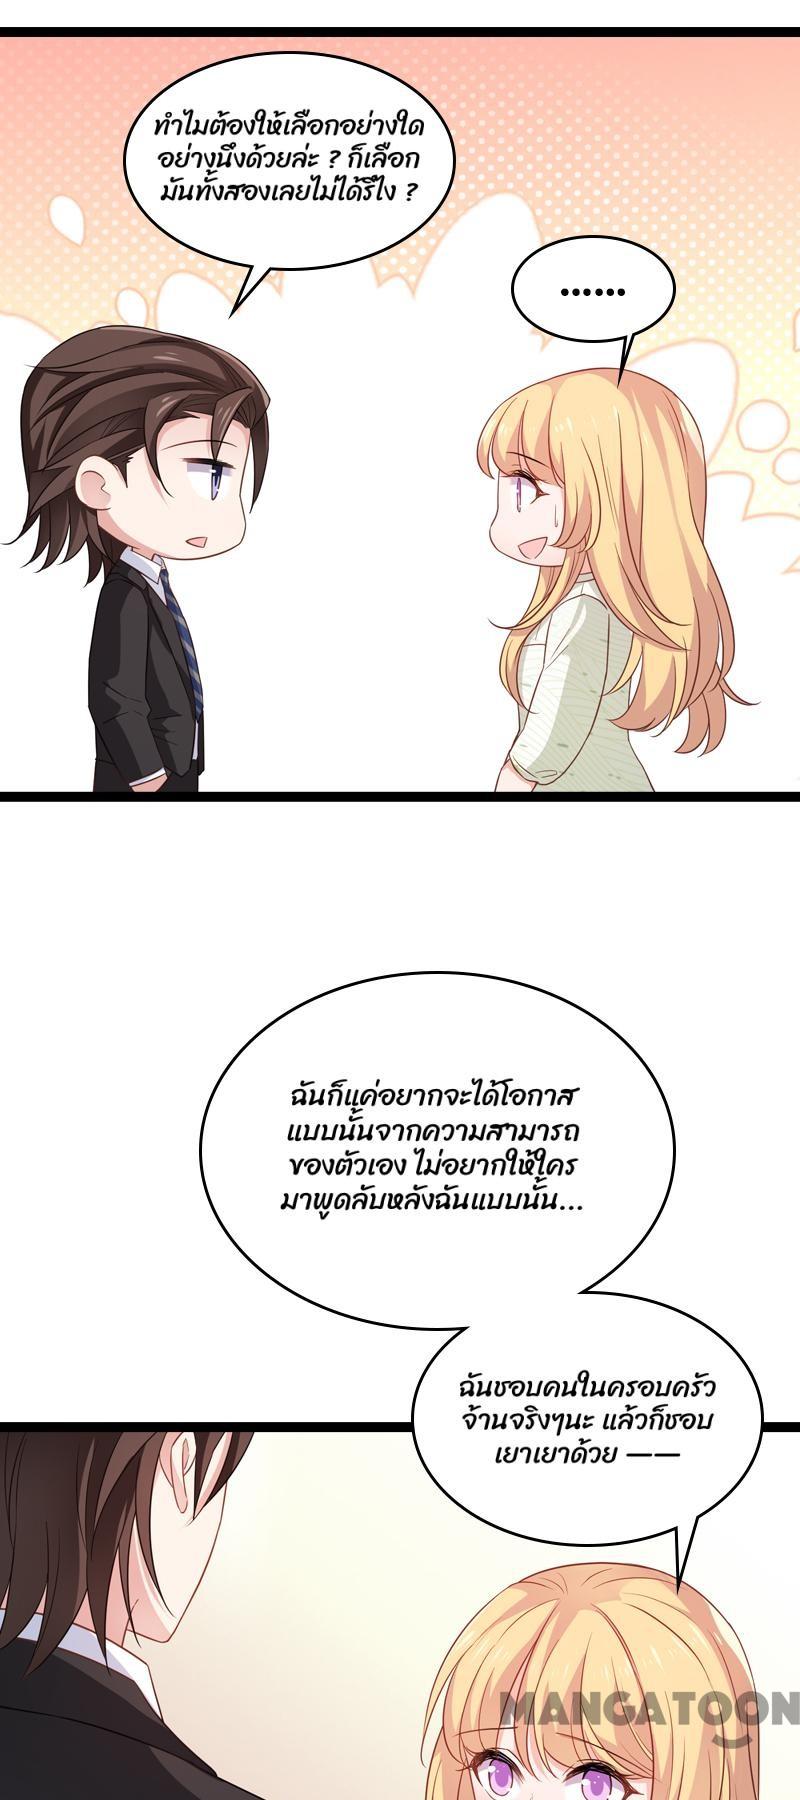 ทำไมต้องให้เลือกอย่างใด
อย่างนึงด้วยล่ะ ? ก็เลือก
มันทั้งสองเลยไม่ได้รึไง ?
......
ฉันก็แค่อยากจะได้โอกาส
แบบนั้นจากความสามารถ
ของตัวเอง ไม่อยากให้ใคร
มาพูดลับหลังฉันแบบนั้น...
ฉันชอบคนในครอบครัว
จ้านจริงๆนะ แล้วก็ชอบ
เยาเยาด้วย ——
MANGATOON